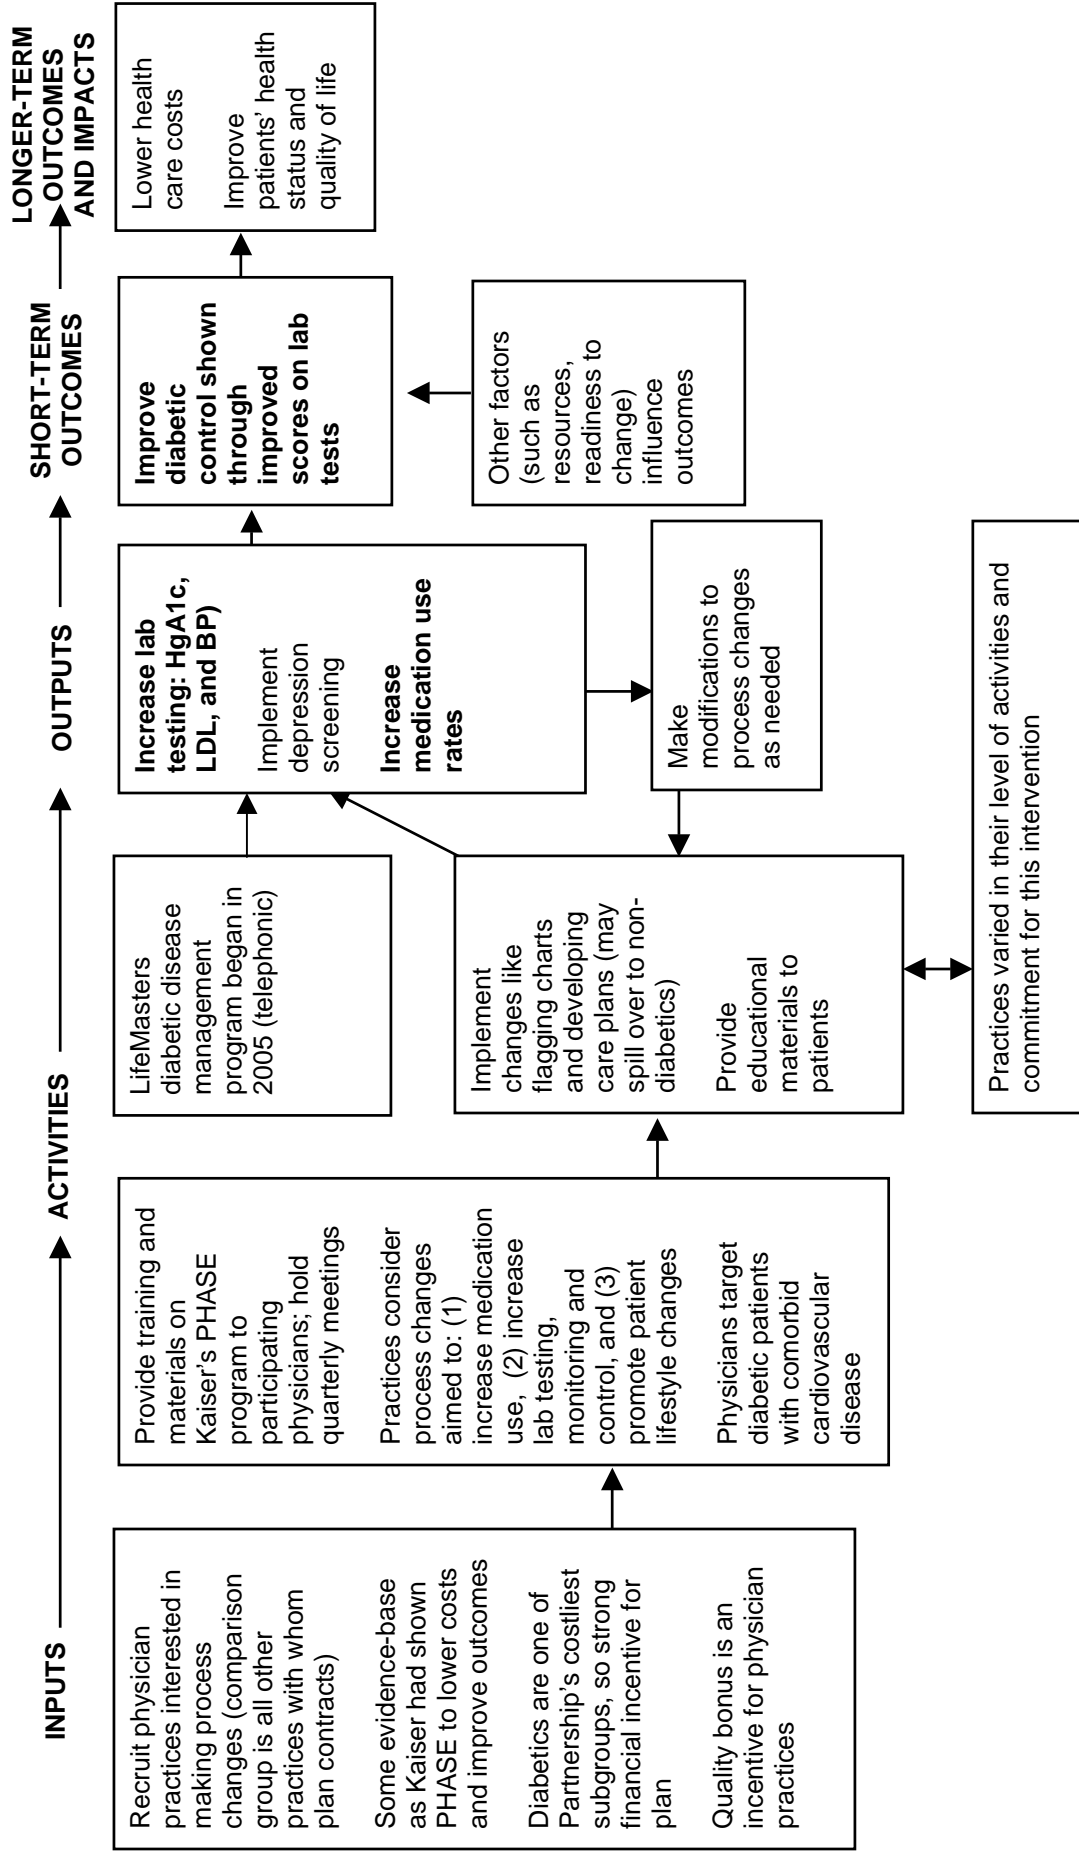 INPUTS
ACTIVITIES
OUTPUTS
SHORT-TERM
OUTCOMES
LONGER-TERM
OUTCOMES
AND IMPACTS
Recruit physician
practices interested in
making process
changes (comparison
group is all other
practices with whom
plan contracts)
Some evidence-base
as Kaiser had shown
PHASE to lower costs
and improve outcomes
Diabetics are one of
Partnership's costliest
subgroups, so strong
financial incentive for
plan
Quality bonus is an
incentive for physician
practices
Provide training and
materials on
Kaiser's PHASE
program to
participating
physicians; hold
quarterly meetings
Practices consider
process changes
aimed to: (1)
increase medication
use, (2) increase
lab testing,
monitoring and
control, and (3)
promote patient
lifestyle changes
Physicians target
diabetic patients
with comorbid
cardiovascular
disease
LifeMasters
diabetic disease
management
program began in
2005 (telephonic)
Implement
changes like
flagging charts
and developing
care plans (may
spill over to non-
diabetics)
Provide
educational
materials to
patients
Practices varied in their level of activities and
commitment for this intervention
Increase lab
testing: HgA1c,
LDL, and BP)
Implement
depression
screening
Increase
medication use
rates
Make
modifications to
process changes
as needed
Improve
diabetic
control shown
through
improved
scores on lab
tests
Other factors
(such as
resources,
readiness to
change)
influence
outcomes
Lower health
care costs
Improve
patients' health
status and
quality of life